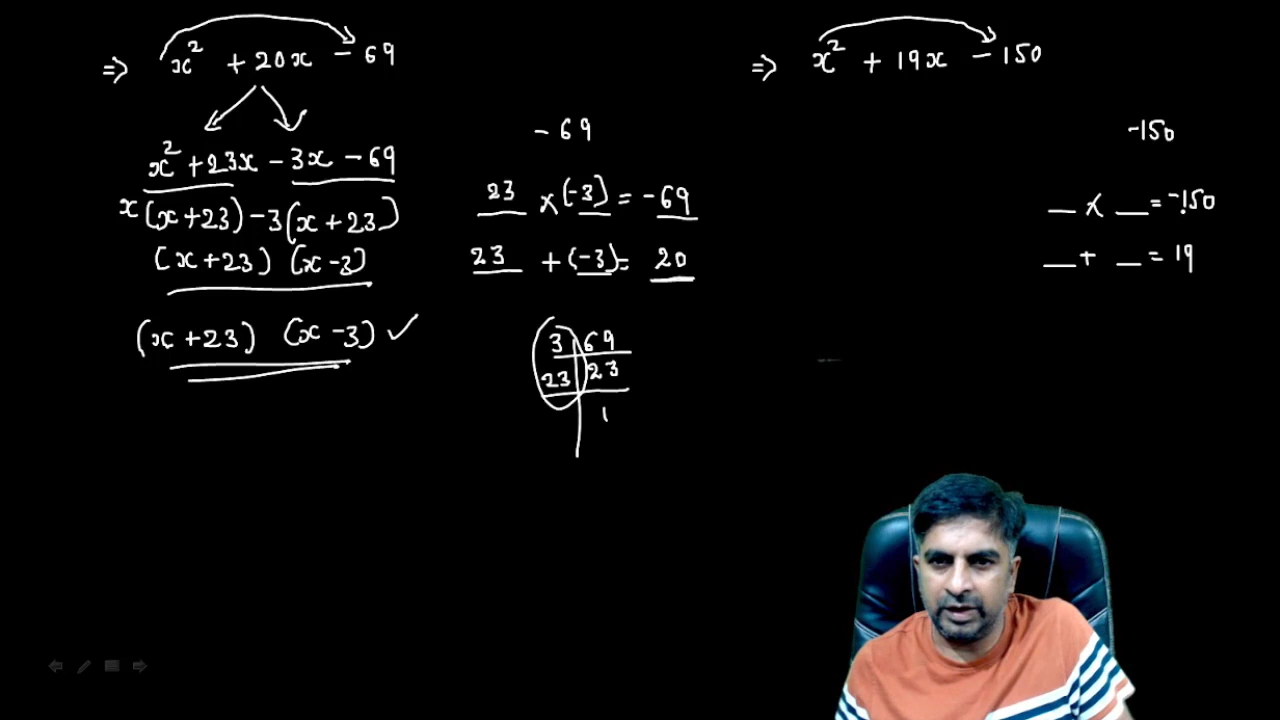 ⇒ x² + 20x − 69
x² + 23x − 3x − 69
x(x+23) −3(x+23)
(x+23) (x−3)
(x+23) (x−3) ✓
−69
23 × (−3) = −69
23 + (−3) = 20
3 | 69
23 | 23
1
⇒ x² + 19x − 150
−150
__ × __ = −150
__ + __ = 19